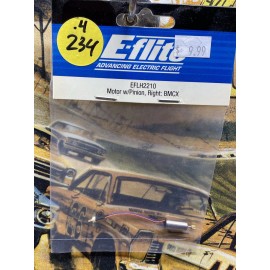 .4
234
E-flite
9.99
ADVANCING ELECTRIC FLIGHT
EFLH2210
Motor w/Pinion, Right: BMCX